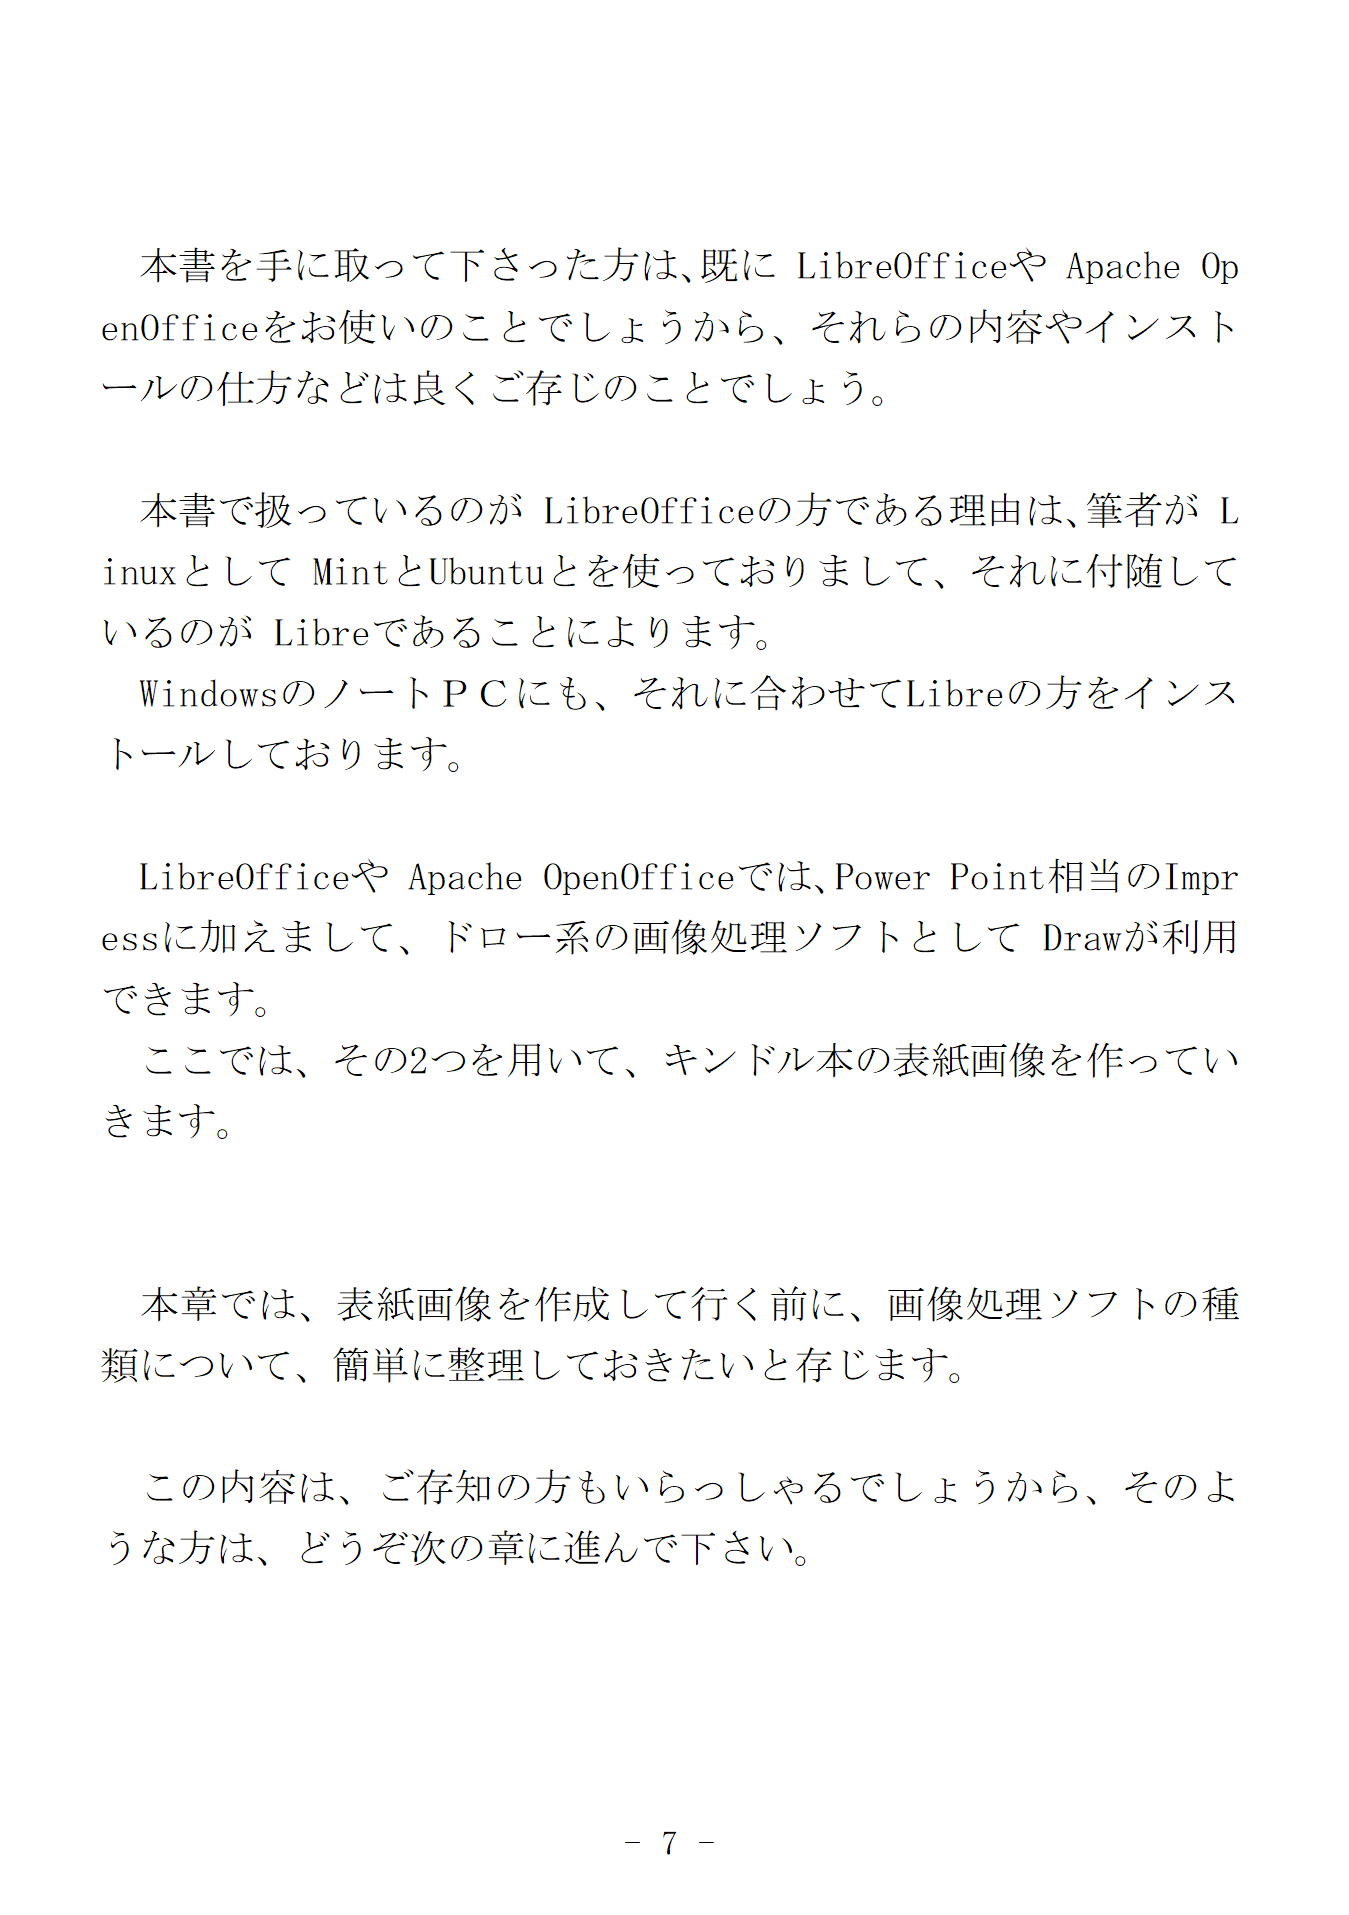 本書を手に取って下さった方は、既に LibreOfficeや Apache Op
enOfficeをお使いのことでしょうから、それらの内容やインスト
ールの仕方などは良くご存じのことでしょう。
　本書で扱っているのが LibreOfficeの方である理由は、筆者が L
inuxとして MintとUbuntuとを使っておりまして、それに付随して
いるのが Libreであることによります。
　WindowsのノートＰＣにも、それに合わせてLibreの方をインス
トールしております。
　LibreOfficeや Apache OpenOfficeでは、Power Point相当のImpr
essに加えまして、ドロー系の画像処理ソフトとして Drawが利用
できます。
　ここでは、その2つを用いて、キンドル本の表紙画像を作ってい
きます。
　本章では、表紙画像を作成して行く前に、画像処理ソフトの種
類について、簡単に整理しておきたいと存じます。
　この内容は、ご存知の方もいらっしゃるでしょうから、そのよ
うな方は、どうぞ次の章に進んで下さい。
- 7 -